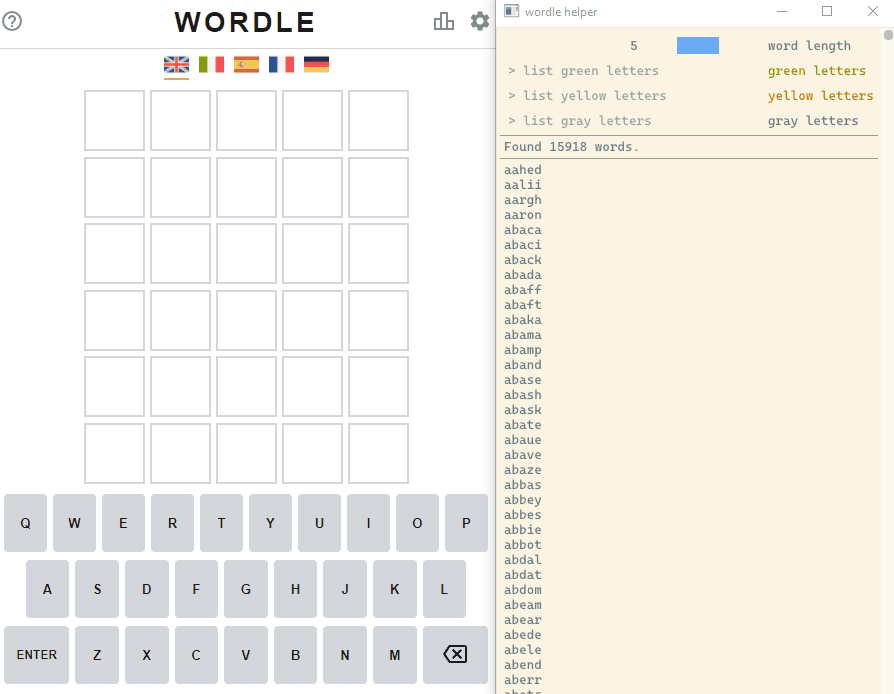 WORDLE
Q W E R T Y U I O P
A S D F G H J K L
ENTER Z X C V B N M
wordle helper
5 word length
> list green letters green letters
> list yellow letters yellow letters
> list gray letters gray letters
Found 15918 words.
aahed
aalii
aargh
aaron
abaca
abaci
aback
abada
abaff
abaft
abaka
abama
abamp
aband
abase
abash
abask
abate
abaue
abave
abaze
abbas
abbey
abbes
abbie
abbot
abdal
abdat
abdom
abeam
abear
abede
abele
abend
aberr